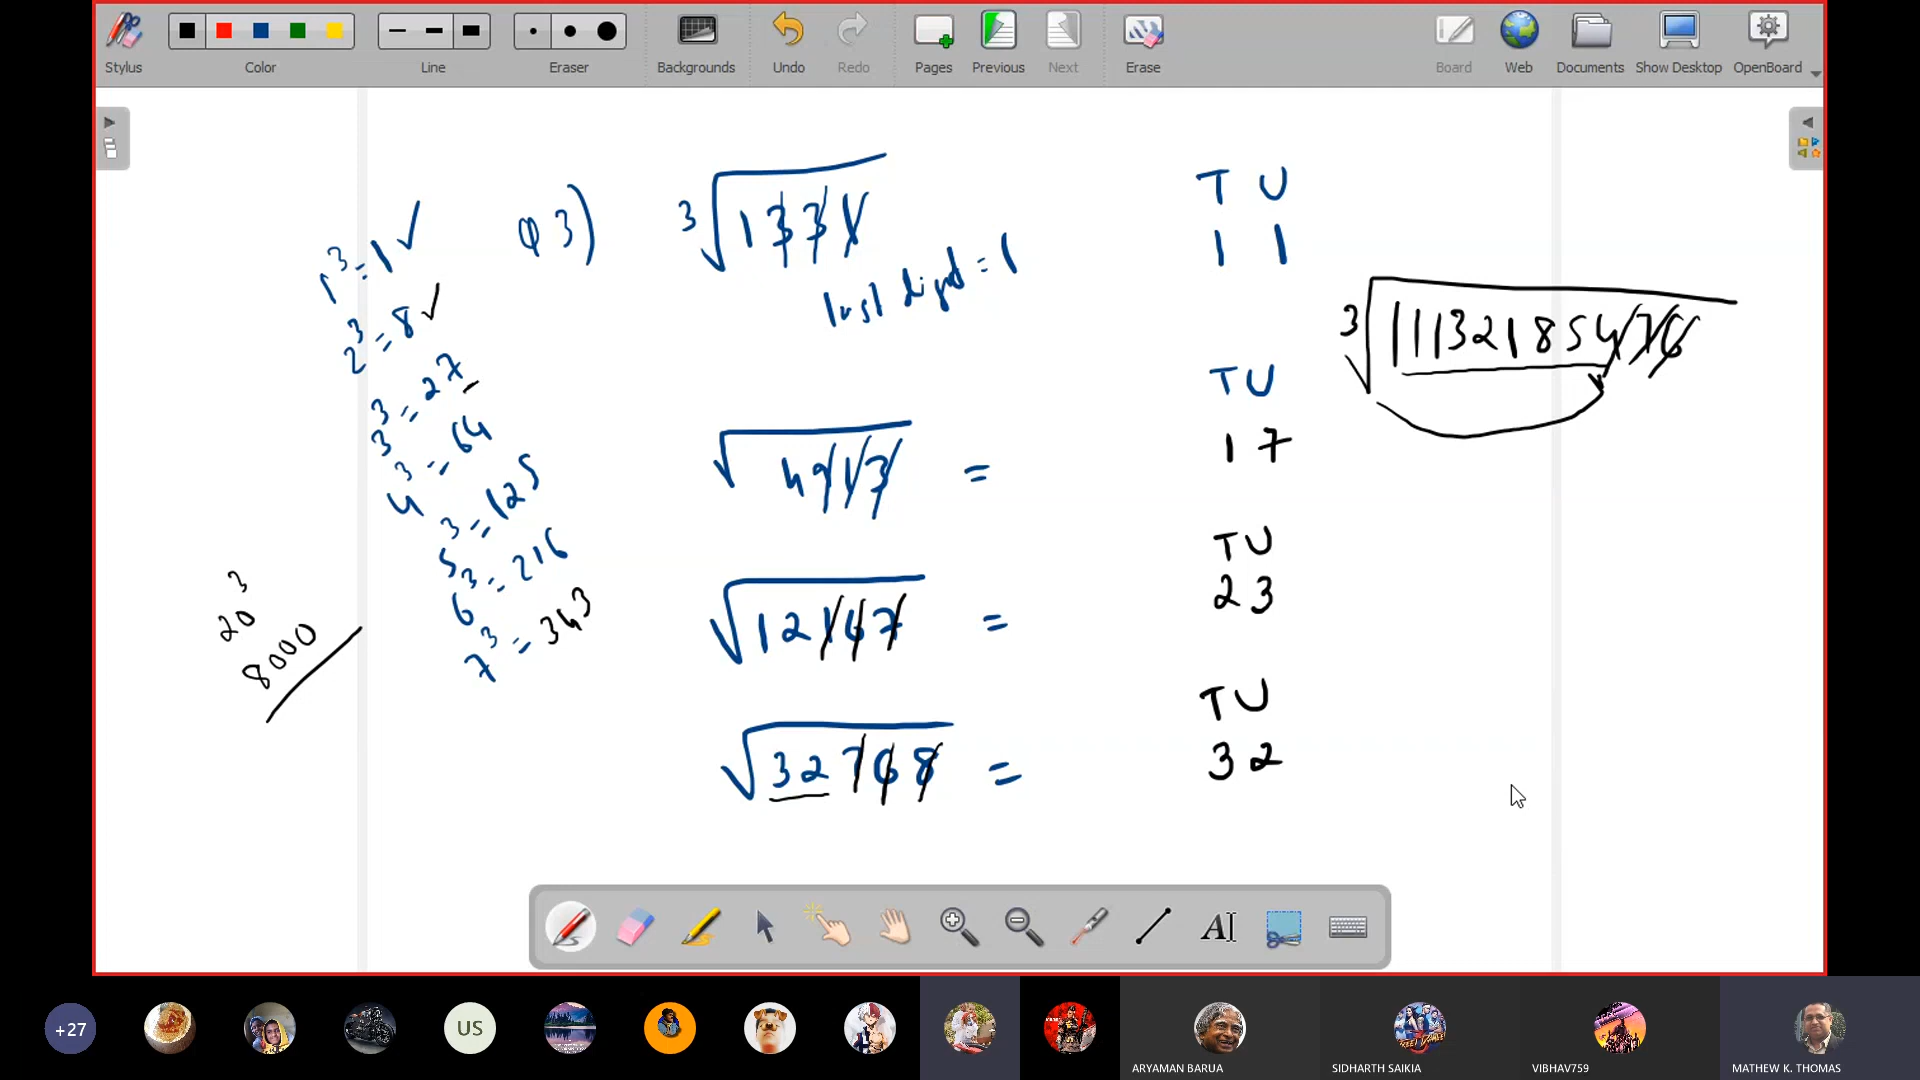 Stylus Color Line Eraser Backgrounds Undo Redo Pages Previous Next Erase Board Web Documents Show Desktop OpenBoard
Q 3) ³√1331
last digit = 1
T U
1 1
1³ = 1 ✓
2³ = 8 ✓
3³ = 27
4³ = 64
5³ = 125
6³ = 216
7³ = 343
20³
8000
³√11132185476
√4913 =
T U
1 7
√12167 =
T U
2 3
√32768 =
T U
3 2
AI
+27
US
ARYAMAN BARUA
SIDHARTH SAIKIA
VIBHAV759
MATHEW K. THOMAS